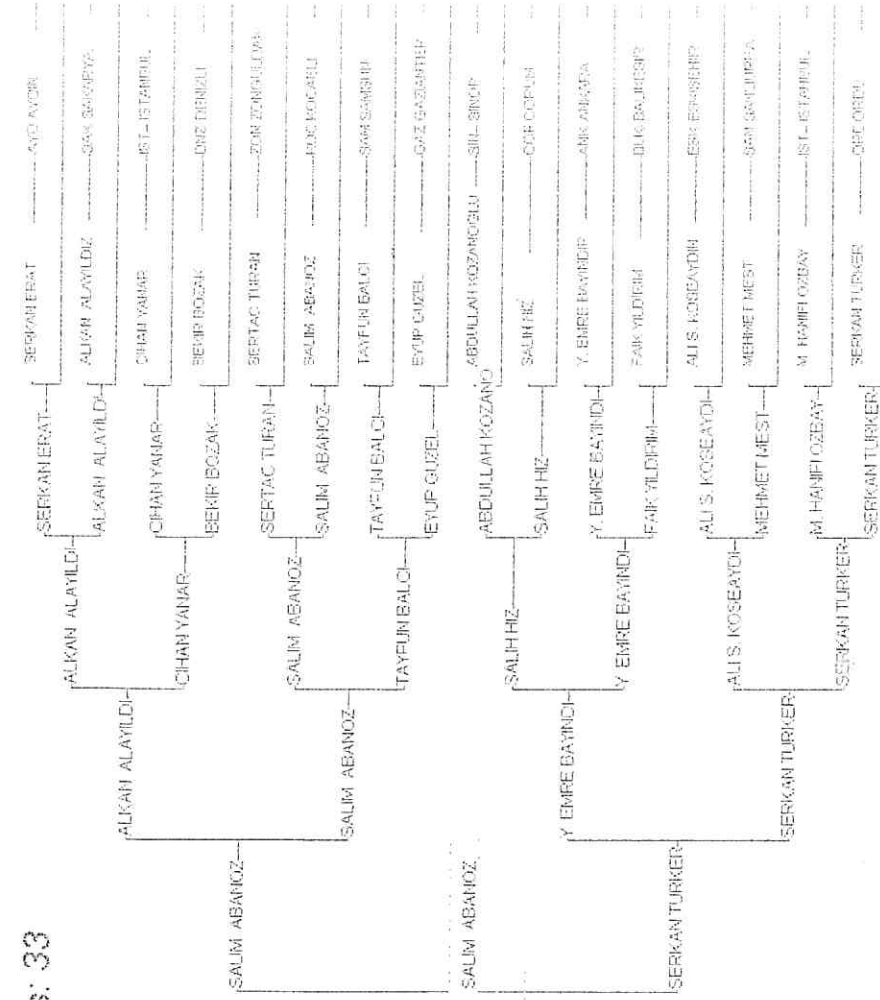 s: 33
SERKAN ERAT AYD AYDIN
ALKAN ALAYILDIZ SAK SAKARYA
CIHAN YANAR IST- ISTANBUL
BEKIR BOZAK DNZ DENIZLI
SERTAC TURAN ZON ZONGULDAK
SALIM ABANOZ KOC KOCAELI
TAYFUN BALCI SAM SAMSUN
EYUP GUZEL GAZ GAZIANTEP
ABDULLAH KOZANOGLU SIN- SINOP
SALIH HIZ COR CORUM
Y. EMRE BAYINDIR ANK ANKARA
FAIK YILDIRIM BLK BALIKESIR
ALI S. KOSEAYDIN ESK ESKISEHIR
MEHMET MEST SAN SANLIURFA
M. HANIFI OZBAY IST- ISTANBUL
SERKAN TURKER ORD ORDU
SERKAN ERAT
ALKAN ALAYILDI
CIHAN YANAR
BEKIR BOZAK
SERTAC TURAN
SALIM ABANOZ
TAYFUN BALCI
EYUP GUZEL
ABDULLAH KOZANO
SALIH HIZ
Y. EMRE BAYINDI
FAIK YILDIRIM
ALI S. KOSEAYDI
MEHMET MEST
M. HANIFI OZBAY
SERKAN TURKER
ALKAN ALAYILDI
CIHAN YANAR
SALIM ABANOZ
TAYFUN BALCI
SALIH HIZ
Y EMRE BAYINDI
ALI S. KOSEAYDI
SERKAN TURKER
ALKAN ALAYILDI
SALIM ABANOZ
Y EMRE BAYINDI
SERKAN TURKER
SALIM ABANOZ
SERKAN TURKER
SALIM ABANOZ